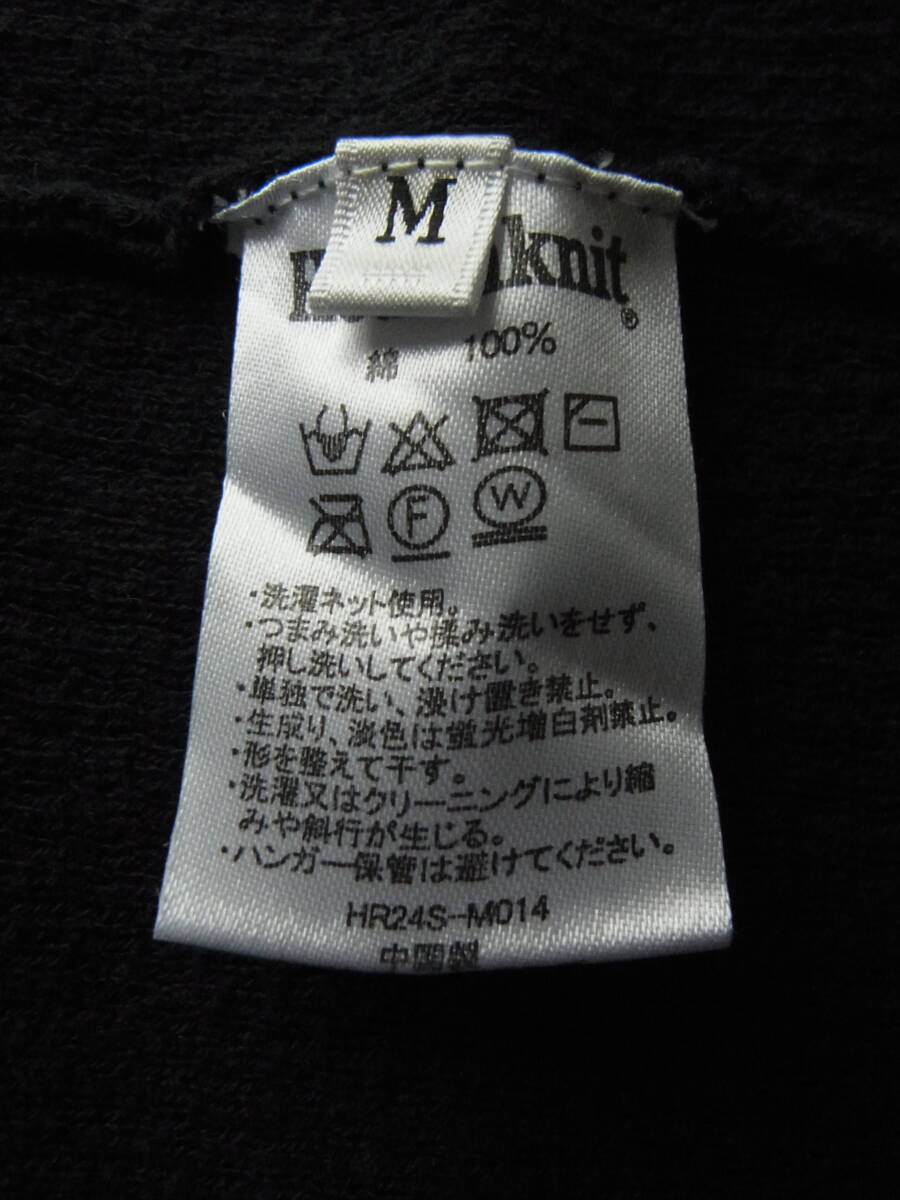 M
knit®
綿 100%
F W
・洗濯ネット使用。
・つまみ洗いや揉み洗いをせず、
押し洗いしてください。
・単独で洗い、浸け置き禁止。
・生成り、淡色は蛍光増白剤禁止。
・形を整えて干す。
・洗濯又はクリーニングにより縮
みや斜行が生じる。
・ハンガー保管は避けてください。
HR24S-M014
中国製